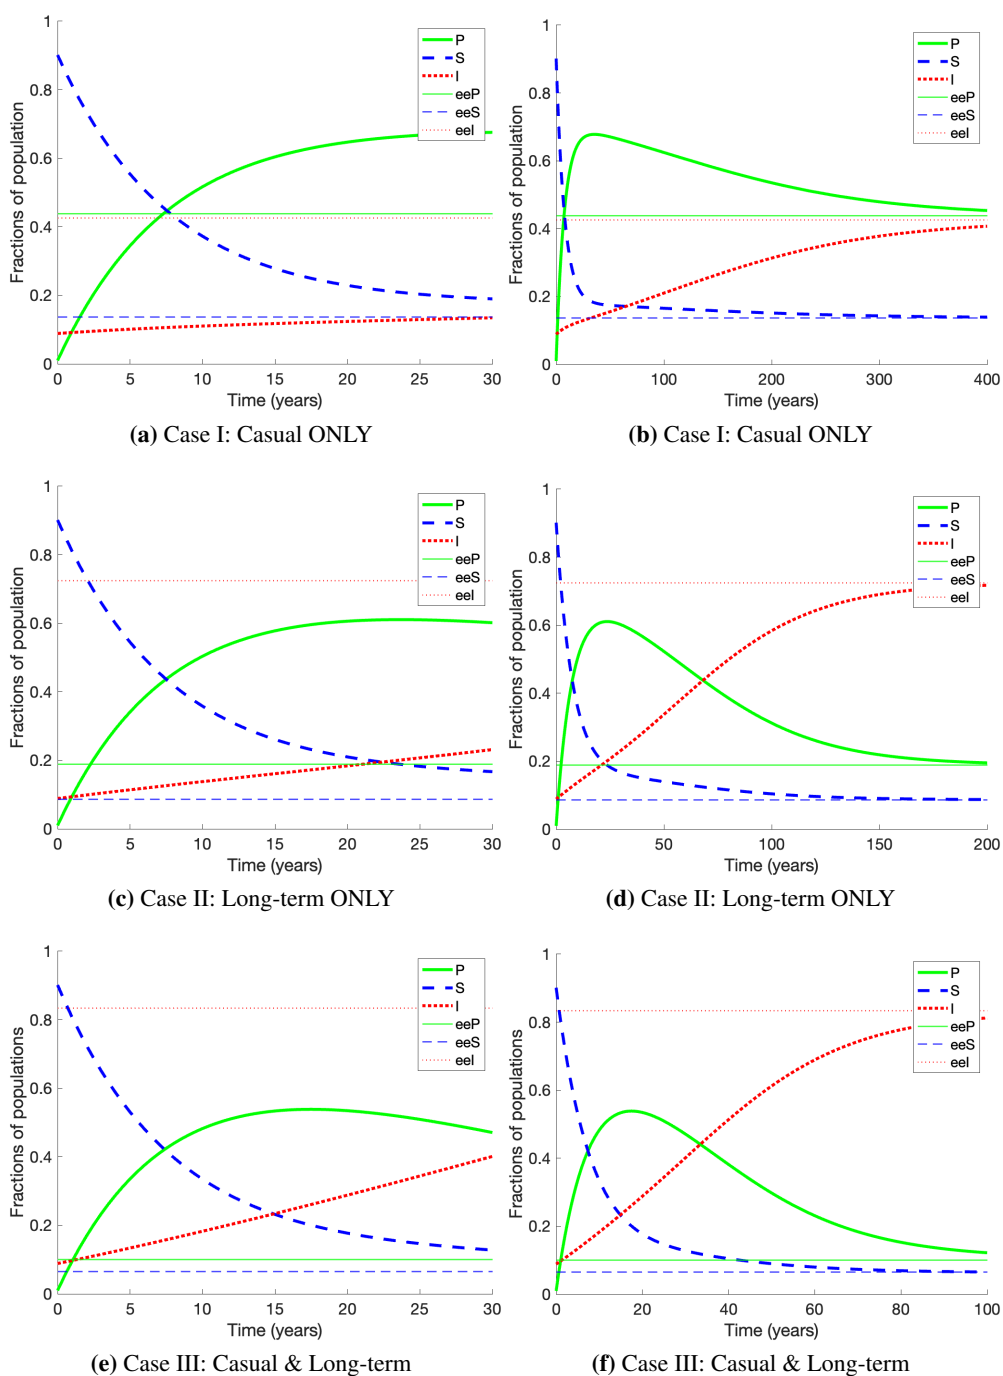 1
0.8
0.6
0.4
0.2
0
Fractions of population
P
S
I
eeP
eeS
eeI
0 5 10 15 20 25 30
Time (years)
(a) Case I: Casual ONLY
1
0.8
0.6
0.4
0.2
0
Fractions of population
P
S
I
eeP
eeS
eeI
0 100 200 300 400
Time (years)
(b) Case I: Casual ONLY
1
0.8
0.6
0.4
0.2
0
Fractions of population
P
S
I
eeP
eeS
eeI
0 5 10 15 20 25 30
Time (years)
(c) Case II: Long-term ONLY
1
0.8
0.6
0.4
0.2
0
Fractions of population
P
S
I
eeP
eeS
eeI
0 50 100 150 200
Time (years)
(d) Case II: Long-term ONLY
1
0.8
0.6
0.4
0.2
0
Fractions of populations
P
S
I
eeP
eeS
eeI
0 5 10 15 20 25 30
Time (years)
(e) Case III: Casual & Long-term
1
0.8
0.6
0.4
0.2
0
Fractions of populations
P
S
I
eeP
eeS
eeI
0 20 40 60 80 100
Time (years)
(f) Case III: Casual & Long-term